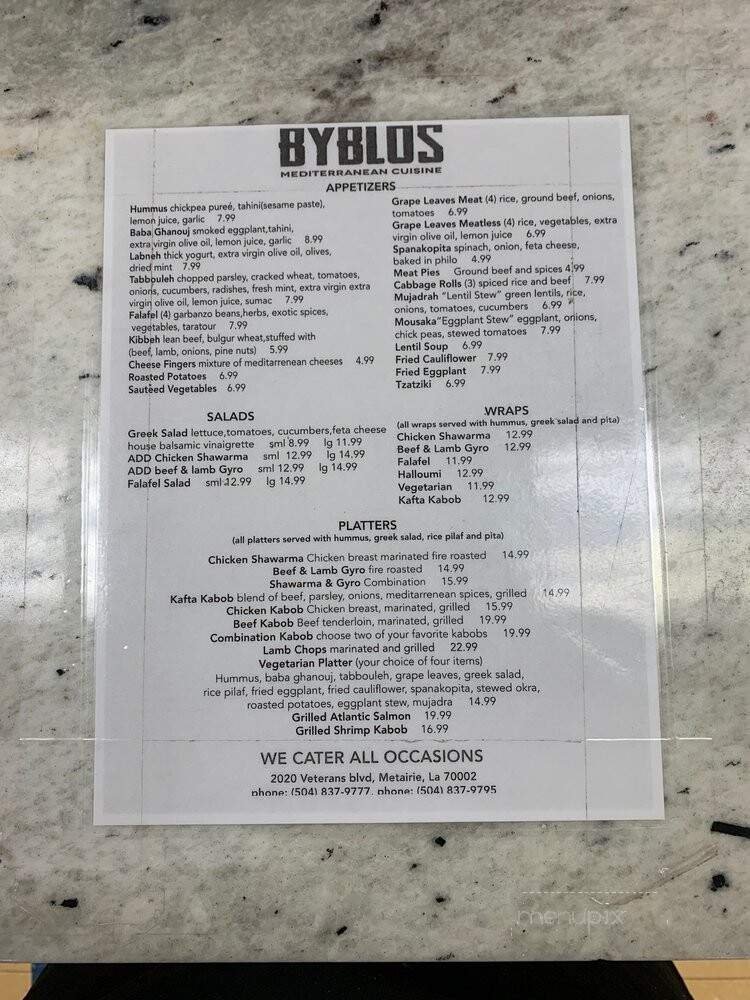 BYBLOS
MEDITERRANEAN CUISINE
APPETIZERS
Hummus chickpea pureé, tahini(sesame paste),
lemon juice, garlic 7.99
Baba Ghanouj smoked eggplant,tahini,
extra virgin olive oil, lemon juice, garlic 8.99
Labneh thick yogurt, extra virgin olive oil, olives,
dried mint 7.99
Tabbouleh chopped parsley, cracked wheat, tomatoes,
onions, cucumbers, radishes, fresh mint, extra virgin extra
virgin olive oil, lemon juice, sumac 7.99
Falafel (4) garbanzo beans,herbs, exotic spices,
vegetables, taratour 7.99
Kibbeh lean beef, bulgur wheat,stuffed with
(beef, lamb, onions, pine nuts) 5.99
Cheese Fingers mixture of meditarrenean cheeses 4.99
Roasted Potatoes 6.99
Sautéed Vegetables 6.99
Grape Leaves Meat (4) rice, ground beef, onions,
tomatoes 6.99
Grape Leaves Meatless (4) rice, vegetables, extra
virgin olive oil, lemon juice 6.99
Spanakopita spinach, onion, feta cheese,
baked in philo 4.99
Meat Pies Ground beef and spices 4.99
Cabbage Rolls (3) spiced rice and beef 7.99
Mujadrah "Lentil Stew" green lentils, rice,
onions, tomatoes, cucumbers 6.99
Mousaka"Eggplant Stew" eggplant, onions,
chick peas, stewed tomatoes 7.99
Lentil Soup 6.99
Fried Cauliflower 7.99
Fried Eggplant 7.99
Tzatziki 6.99
SALADS
Greek Salad lettuce,tomatoes, cucumbers,feta cheese
house balsamic vinaigrette sml 8.99 lg 11.99
ADD Chicken Shawarma sml 12.99 lg 14.99
ADD beef & lamb Gyro sml 12.99 lg 14.99
Falafel Salad sml 12.99 lg 14.99
WRAPS
(all wraps served with hummus, greek salad and pita)
Chicken Shawarma 12.99
Beef & Lamb Gyro 12.99
Falafel 11.99
Halloumi 12.99
Vegetarian 11.99
Kafta Kabob 12.99
PLATTERS
(all platters served with hummus, greek salad, rice pilaf and pita)
Chicken Shawarma Chicken breast marinated fire roasted 14.99
Beef & Lamb Gyro fire roasted 14.99
Shawarma & Gyro Combination 15.99
Kafta Kabob blend of beef, parsley, onions, meditarrenean spices, grilled 14.99
Chicken Kabob Chicken breast, marinated, grilled 15.99
Beef Kabob Beef tenderloin, marinated, grilled 19.99
Combination Kabob choose two of your favorite kabobs 19.99
Lamb Chops marinated and grilled 22.99
Vegetarian Platter (your choice of four items)
Hummus, baba ghanouj, tabbouleh, grape leaves, greek salad,
rice pilaf, fried eggplant, fried cauliflower, spanakopita, stewed okra,
roasted potatoes, eggplant stew, mujadra 14.99
Grilled Atlantic Salmon 19.99
Grilled Shrimp Kabob 16.99
WE CATER ALL OCCASIONS
2020 Veterans blvd, Metairie, La 70002
phone: (504) 837-9777, phone: (504) 837-9795
menupix